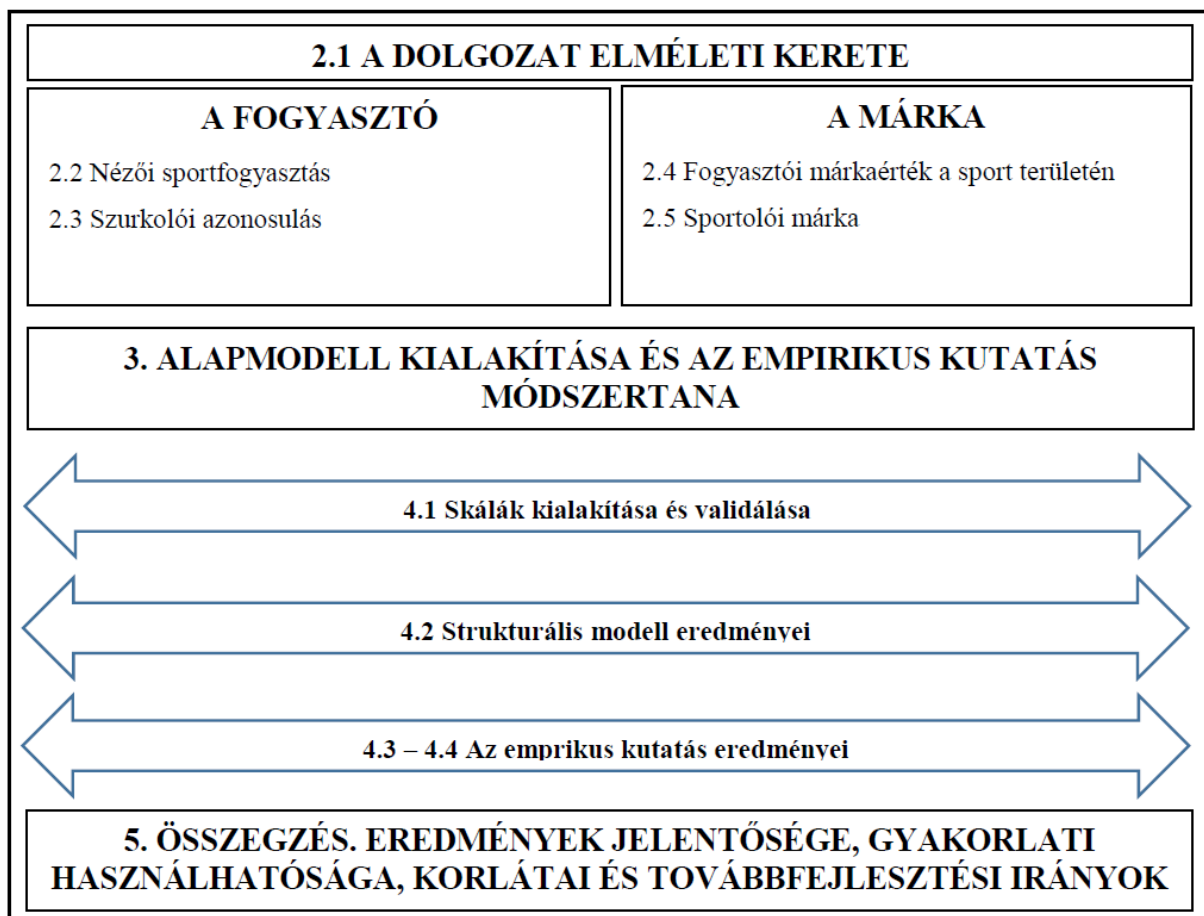 2.1 A DOLGOZAT ELMÉLETI KERETE
A FOGYASZTÓ
2.2 Nézői sportfogyasztás
2.3 Szurkolói azonosulás
A MÁRKA
2.4 Fogyasztói márkaérték a sport területén
2.5 Sportolói márka
3. ALAPMODELL KIALAKÍTÁSA ÉS AZ EMPIRIKUS KUTATÁS
MÓDSZERTANA
4.1 Skálák kialakítása és validálása
4.2 Strukturális modell eredményei
4.3 – 4.4 Az emprikus kutatás eredményei
5. ÖSSZEGZÉS. EREDMÉNYEK JELENTŐSÉGE, GYAKORLATI
HASZNÁLHATÓSÁGA, KORLÁTAI ÉS TOVÁBBFEJLESZTÉSI IRÁNYOK